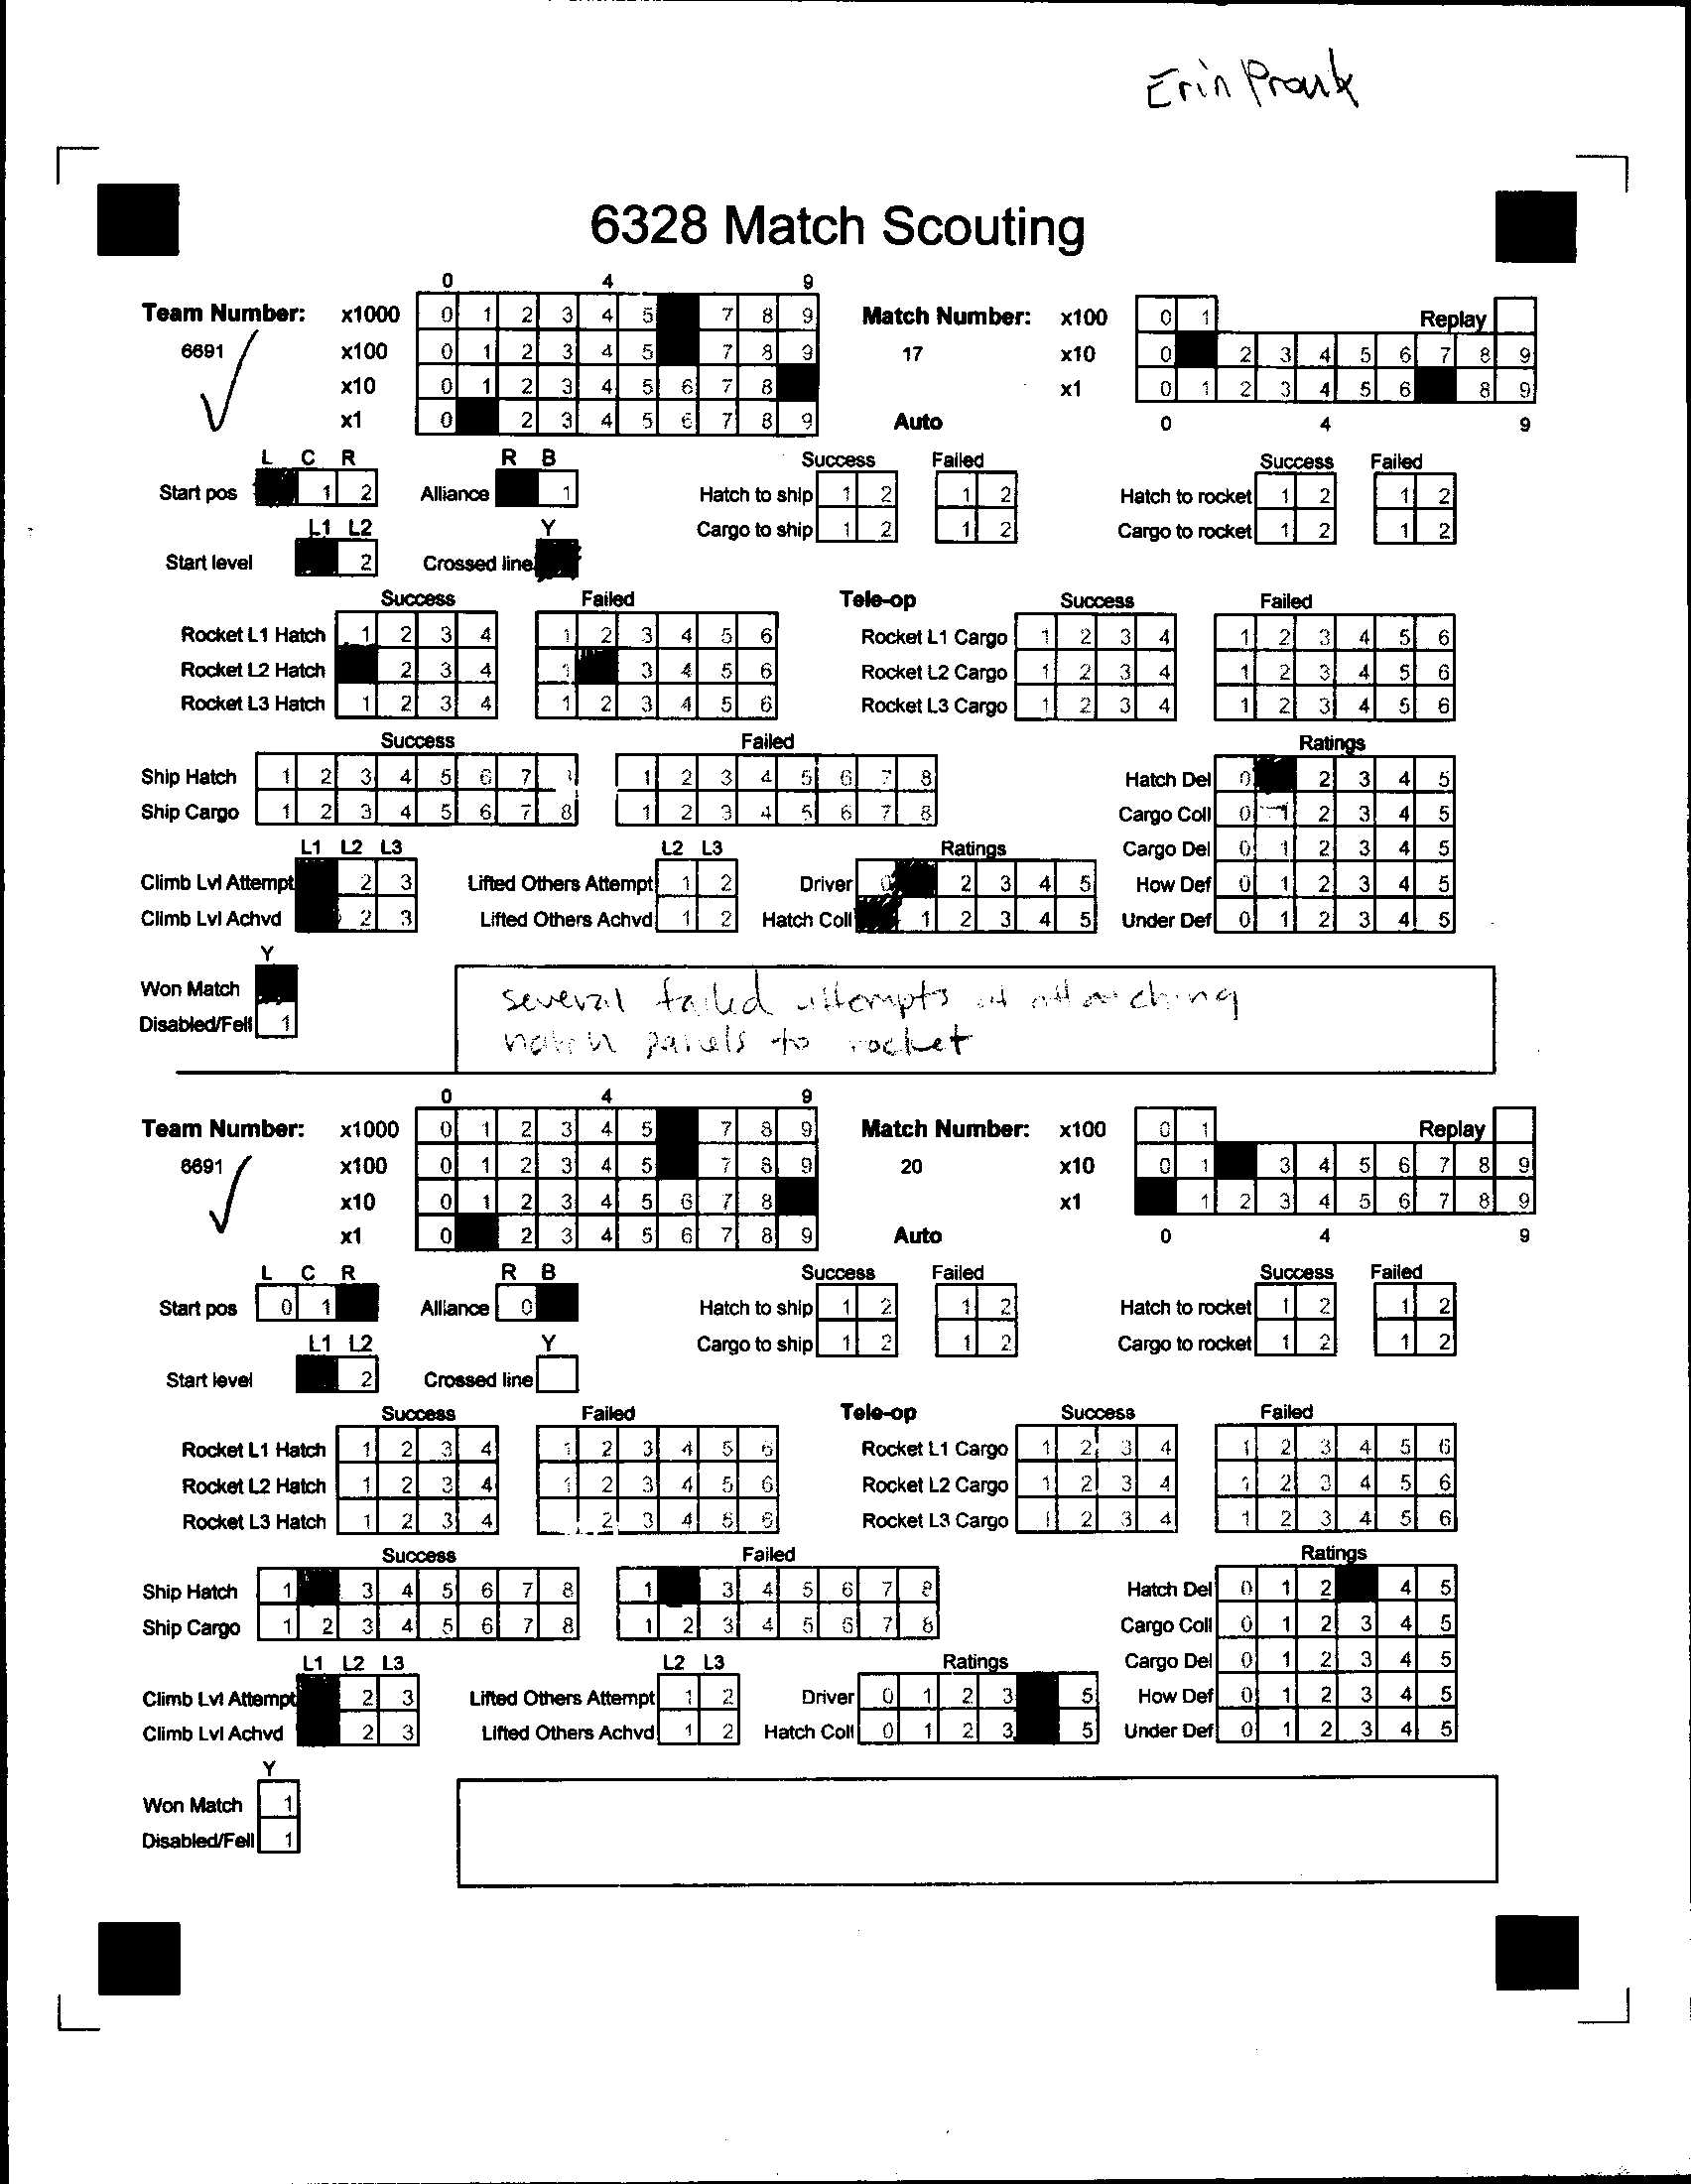 Erin Proulx
6328 Match Scouting
0 4 9
Team Number: x1000 0 1 2 3 4 5 7 8 9 Match Number: x100 0 1 Replay
6691 x100 0 1 2 3 4 5 7 8 9 17 x10 0 2 3 4 5 6 7 8 9
x10 0 1 2 3 4 5 6 7 8 x1 0 1 2 3 4 5 6 8 9
x1 0 2 3 4 5 6 7 8 9 Auto 0 4 9
L C R R B Success Failed Success Failed
Start pos 1 2 Alliance 1 Hatch to ship 1 2 1 2 Hatch to rocket 1 2 1 2
L1 L2 Y Cargo to ship 1 2 1 2 Cargo to rocket 1 2 1 2
Start level 2 Crossed line
Success Failed Tele-op Success Failed
Rocket L1 Hatch 1 2 3 4 1 2 3 4 5 6 Rocket L1 Cargo 1 2 3 4 1 2 3 4 5 6
Rocket L2 Hatch 2 3 4 1 3 4 5 6 Rocket L2 Cargo 1 2 3 4 1 2 3 4 5 6
Rocket L3 Hatch 1 2 3 4 1 2 3 4 5 6 Rocket L3 Cargo 1 2 3 4 1 2 3 4 5 6
Success Failed Ratings
Ship Hatch 1 2 3 4 5 6 7 1 2 3 4 5 6 7 8 Hatch Del 0 2 3 4 5
Ship Cargo 1 2 3 4 5 6 7 8 1 2 3 4 5 6 7 8 Cargo Coll 0 1 2 3 4 5
L1 L2 L3 L2 L3 Ratings Cargo Del 0 1 2 3 4 5
Climb Lvl Attempt 2 3 Lifted Others Attempt 1 2 Driver 0 2 3 4 5 How Def 0 1 2 3 4 5
Climb Lvl Achvd 2 3 Lifted Others Achvd 1 2 Hatch Coll 1 2 3 4 5 Under Def 0 1 2 3 4 5
Y
Won Match
Disabled/Fell 1
several failed attempts at attaching
hatch panels to rocket
0 4 9
Team Number: x1000 0 1 2 3 4 5 7 8 9 Match Number: x100 0 1 Replay
6691 x100 0 1 2 3 4 5 7 8 9 20 x10 0 1 3 4 5 6 7 8 9
x10 0 1 2 3 4 5 6 7 8 x1 1 2 3 4 5 6 7 8 9
x1 0 2 3 4 5 6 7 8 9 Auto 0 4 9
L C R R B Success Failed Success Failed
Start pos 0 1 Alliance 0 Hatch to ship 1 2 1 2 Hatch to rocket 1 2 1 2
L1 L2 Y Cargo to ship 1 2 1 2 Cargo to rocket 1 2 1 2
Start level 2 Crossed line
Success Failed Tele-op Success Failed
Rocket L1 Hatch 1 2 3 4 1 2 3 4 5 6 Rocket L1 Cargo 1 2 3 4 1 2 3 4 5 6
Rocket L2 Hatch 1 2 3 4 1 2 3 4 5 6 Rocket L2 Cargo 1 2 3 4 1 2 3 4 5 6
Rocket L3 Hatch 1 2 3 4 2 3 4 5 6 Rocket L3 Cargo 1 2 3 4 1 2 3 4 5 6
Success Failed Ratings
Ship Hatch 1 3 4 5 6 7 8 1 3 4 5 6 7 8 Hatch Del 0 1 2 4 5
Ship Cargo 1 2 3 4 5 6 7 8 1 2 3 4 5 6 7 8 Cargo Coll 0 1 2 3 4 5
L1 L2 L3 L2 L3 Ratings Cargo Del 0 1 2 3 4 5
Climb Lvl Attempt 2 3 Lifted Others Attempt 1 2 Driver 0 1 2 3 5 How Def 0 1 2 3 4 5
Climb Lvl Achvd 2 3 Lifted Others Achvd 1 2 Hatch Coll 0 1 2 3 5 Under Def 0 1 2 3 4 5
Y
Won Match 1
Disabled/Fell 1